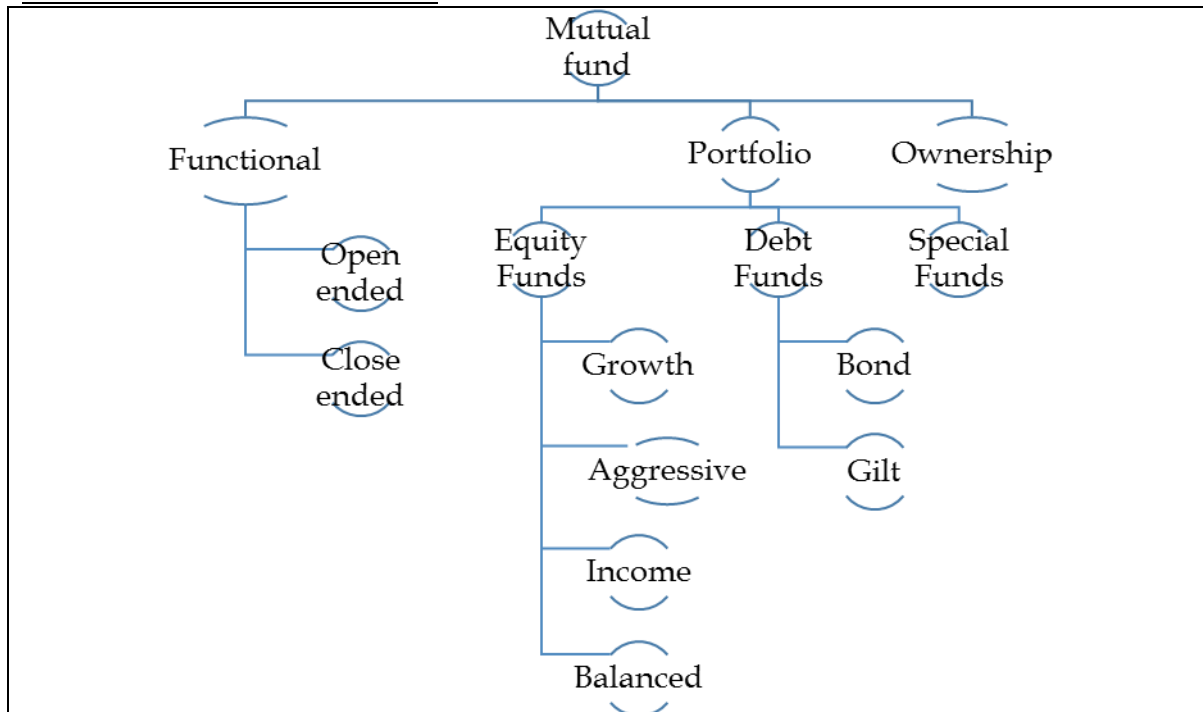 Mutual
fund
Functional
Portfolio
Ownership
Open
ended
Close
ended
Equity
Funds
Debt
Funds
Special
Funds
Growth
Aggressive
Income
Balanced
Bond
Gilt